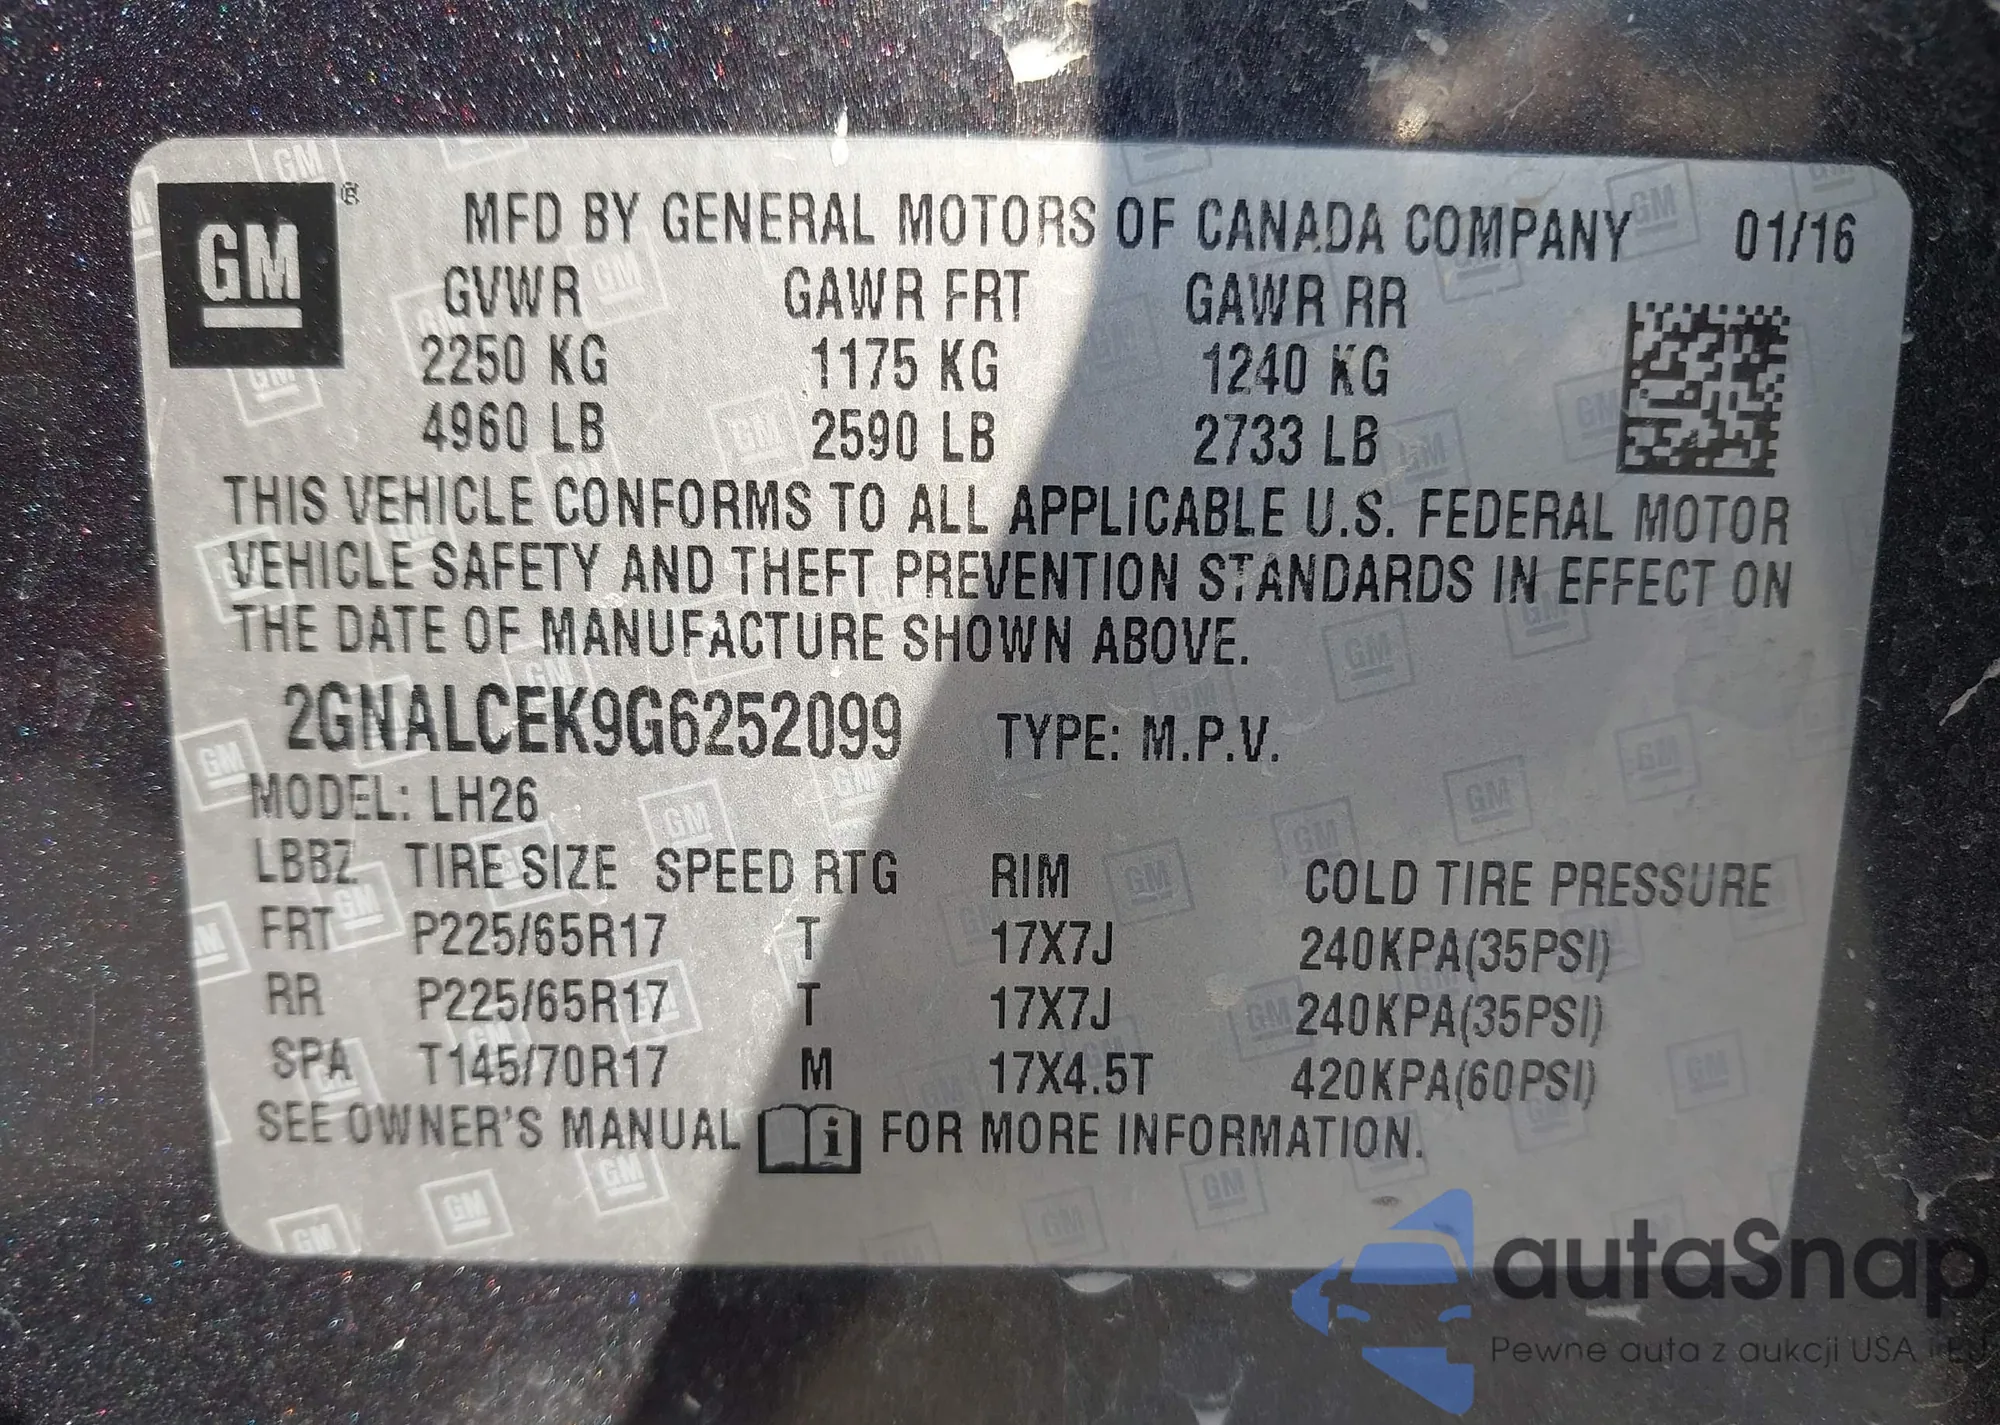 GM ®
MFD BY GENERAL MOTORS OF CANADA COMPANY 01/16
GVWR GAWR FRT GAWR RR
2250 KG 1175 KG 1240 KG
4960 LB 2590 LB 2733 LB
THIS VEHICLE CONFORMS TO ALL APPLICABLE U.S. FEDERAL MOTOR
VEHICLE SAFETY AND THEFT PREVENTION STANDARDS IN EFFECT ON
THE DATE OF MANUFACTURE SHOWN ABOVE.
2GNALCEK9G6252099 TYPE: M.P.V.
MODEL: LH26
LBBZ TIRE SIZE SPEED RTG RIM COLD TIRE PRESSURE
FRT P225/65R17 T 17X7J 240KPA(35PSI)
RR P225/65R17 T 17X7J 240KPA(35PSI)
SPA T145/70R17 M 17X4.5T 420KPA(60PSI)
SEE OWNER'S MANUAL i FOR MORE INFORMATION.
autaSnap
Pewne auta z aukcji USA i EU